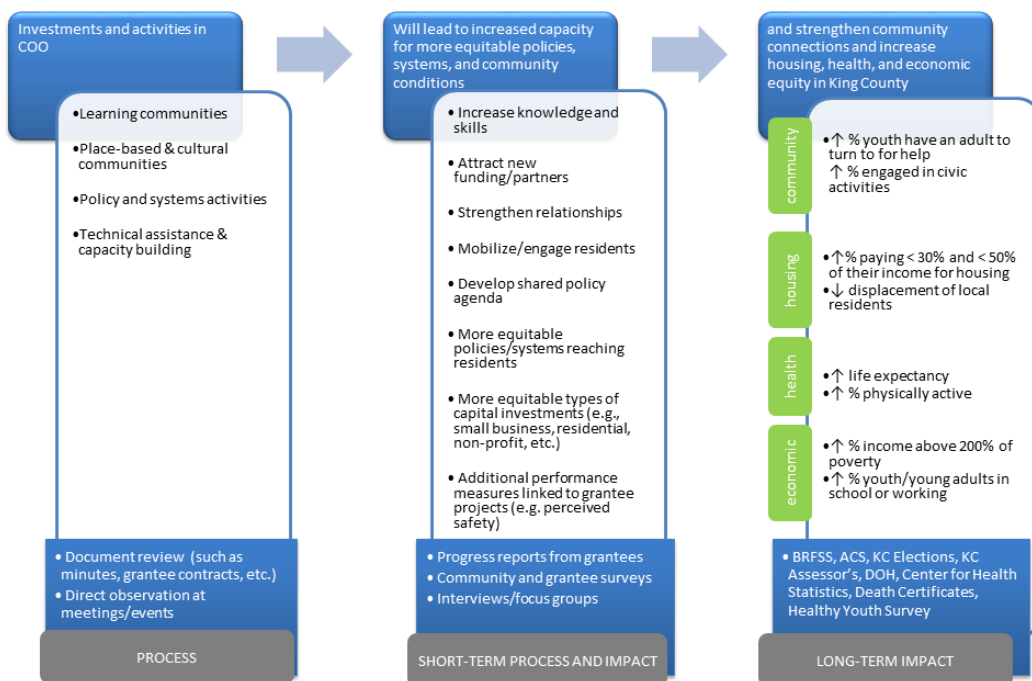 Investments and activities in
COO
•Learning communities
•Place-based & cultural
communities
•Policy and systems activities
•Technical assistance &
capacity building
• Document review (such as
minutes, grantee contracts, etc.)
• Direct observation at
meetings/events
PROCESS
Will lead to increased capacity
for more equitable policies,
systems, and community
conditions
• Increase knowledge and
skills
• Attract new
funding/partners
• Strengthen relationships
• Mobilize/engage residents
• Develop shared policy
agenda
• More equitable
policies/systems reaching
residents
• More equitable types of
capital investments (e.g.,
small business, residential,
non-profit, etc.)
• Additional performance
measures linked to grantee
projects (e.g. perceived
safety)
• Progress reports from grantees
• Community and grantee surveys
• Interviews/focus groups
SHORT-TERM PROCESS AND IMPACT
and strengthen community
connections and increase
housing, health, and economic
equity in King County
community
•↑ % youth have an adult to
turn to for help
↑ % engaged in civic
activities
housing
•↑% paying < 30% and < 50%
of their income for housing
•↓ displacement of local
residents
health
•↑ life expectancy
•↑ % physically active
economic
•↑ % income above 200% of
poverty
•↑ % youth/young adults in
school or working
• BRFSS, ACS, KC Elections, KC
Assessor's, DOH, Center for Health
Statistics, Death Certificates,
Healthy Youth Survey
LONG-TERM IMPACT